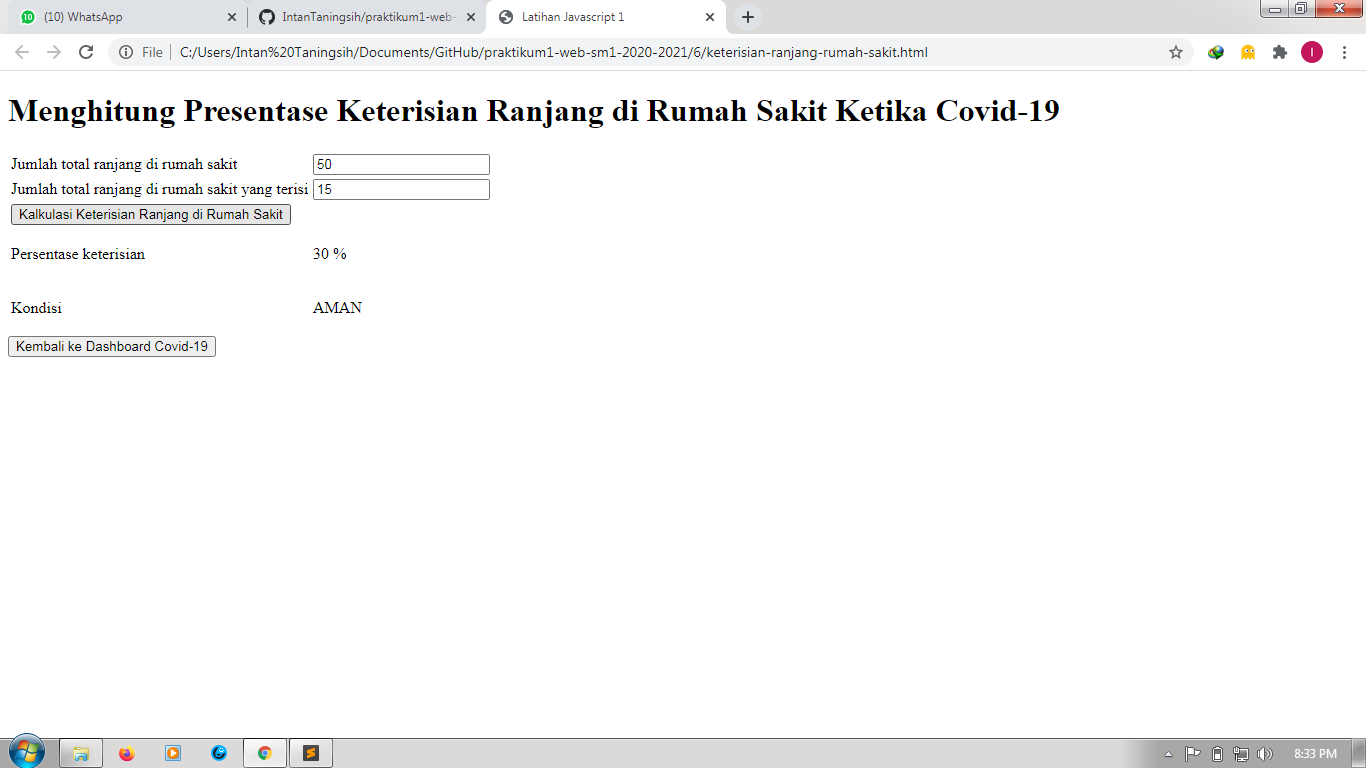 (10) WhatsApp
IntanTaningsih/praktikum1-web-
Latihan Javascript 1
File
C:/Users/Intan%20Taningsih/Documents/GitHub/praktikum1-web-sm1-2020-2021/6/keterisian-ranjang-rumah-sakit.html
I
Menghitung Presentase Keterisian Ranjang di Rumah Sakit Ketika Covid-19
Jumlah total ranjang di rumah sakit 50
Jumlah total ranjang di rumah sakit yang terisi 15
Kalkulasi Keterisian Ranjang di Rumah Sakit
Persentase keterisian 30 %
Kondisi AMAN
Kembali ke Dashboard Covid-19
8:33 PM